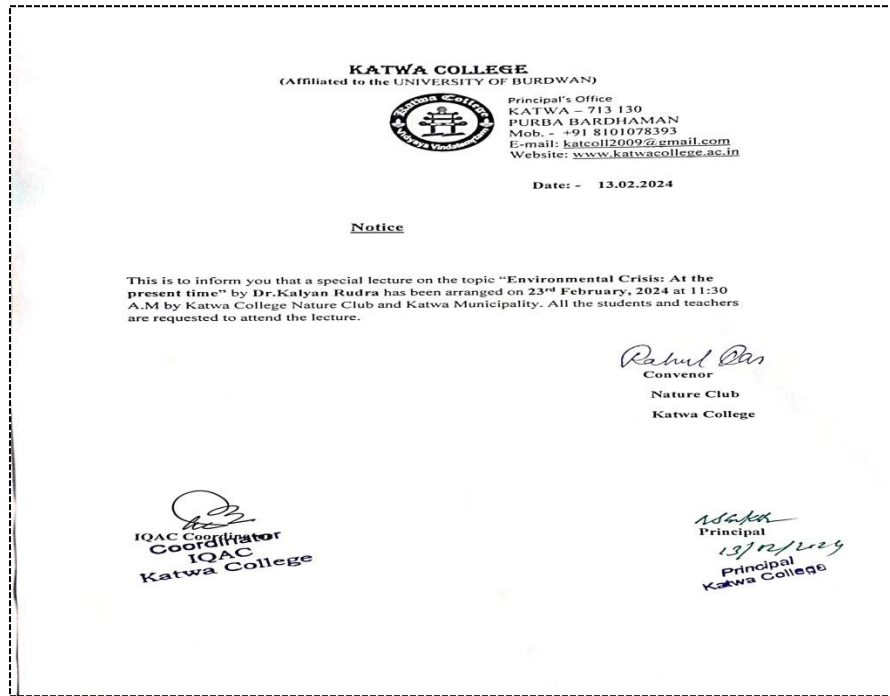 KATWA COLLEGE
(Affiliated to the UNIVERSITY OF BURDWAN)
Katwa College
Principal's Office
KATWA – 713 130
PURBA BARDHAMAN
Mob. - +91 8101078393
E-mail: katcoll2009@gmail.com
Website: www.katwacollege.ac.in
Date: - 13.02.2024
Notice
This is to inform you that a special lecture on the topic “Environmental Crisis: At the
present time” by Dr.Kalyan Rudra has been arranged on 23rd February, 2024 at 11:30
A.M by Katwa College Nature Club and Katwa Municipality. All the students and teachers
are requested to attend the lecture.
Rahul Das
Convenor
Nature Club
Katwa College
IQAC Coordinator
Coordinator
IQAC
Katwa College
Principal
13/02/2024
Principal
Katwa College